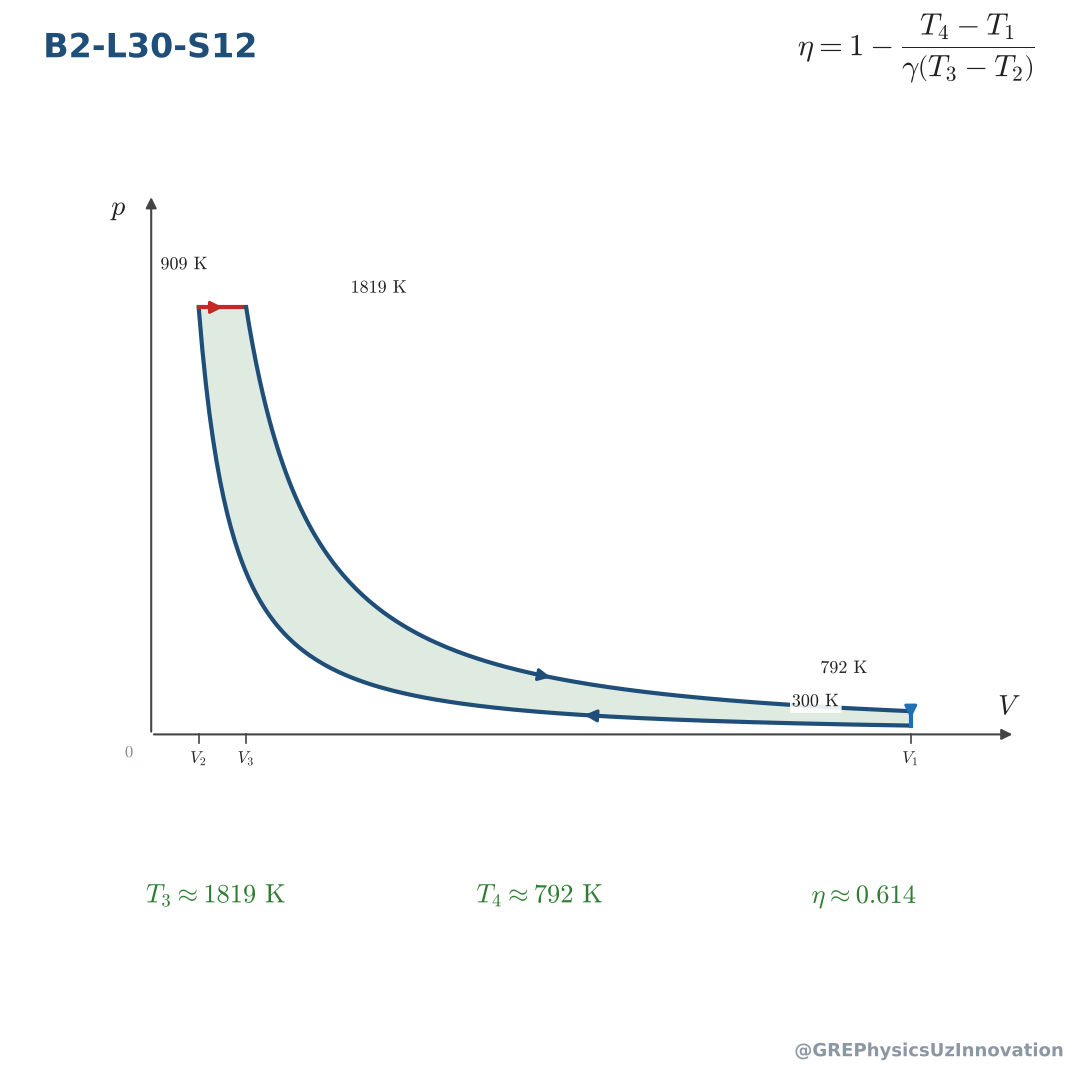 B2-L30-S12
η = 1 − (T₄ − T₁) / (γ(T₃ − T₂))
p
909 K
1819 K
792 K
300 K
V
0
V₂
V₃
V₁
T₃ ≈ 1819 K
T₄ ≈ 792 K
η ≈ 0.614
@GREPhysicsUzInnovation